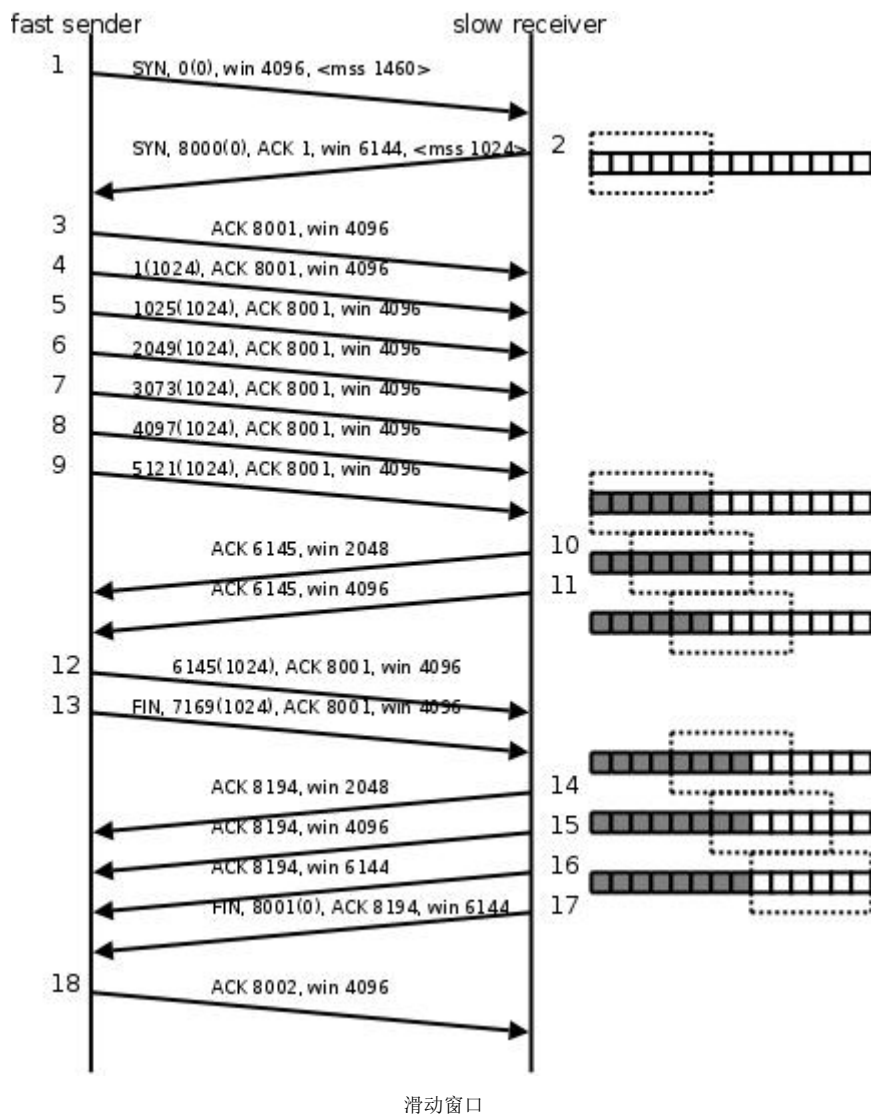 fast sender slow receiver
1 SYN, 0(0), win 4096, <mss 1460>
SYN, 8000(0), ACK 1, win 6144, <mss 1024> 2
3 ACK 8001, win 4096
4 1(1024), ACK 8001, win 4096
5 1025(1024), ACK 8001, win 4096
6 2049(1024), ACK 8001, win 4096
7 3073(1024), ACK 8001, win 4096
8 4097(1024), ACK 8001, win 4096
9 5121(1024), ACK 8001, win 4096
ACK 6145, win 2048 10
ACK 6145, win 4096 11
12 6145(1024), ACK 8001, win 4096
13 FIN, 7169(1024), ACK 8001, win 4096
ACK 8194, win 2048 14
ACK 8194, win 4096 15
ACK 8194, win 6144 16
FIN, 8001(0), ACK 8194, win 6144 17
18 ACK 8002, win 4096
滑动窗口